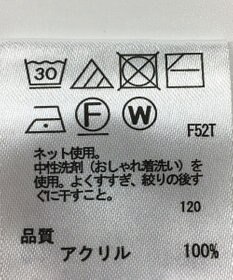 30
F W F52T
ネット使用。
中性洗剤(おしゃれ着洗い)を
使用。よくすすぎ、絞りの後す
ぐに干すこと。
120
品質
アクリル 100%